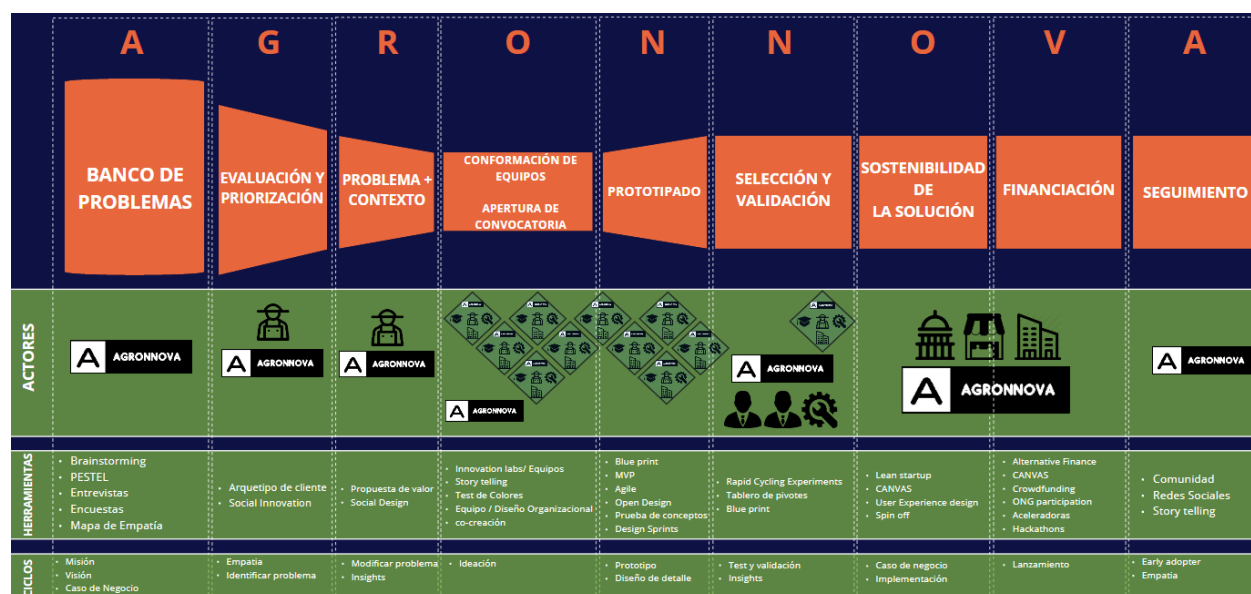 A G R O N N O V A
BANCO DE
PROBLEMAS
EVALUACIÓN Y
PRIORIZACIÓN
PROBLEMA +
CONTEXTO
CONFORMACIÓN DE
EQUIPOS
APERTURA DE
CONVOCATORIA
PROTOTIPADO
SELECCIÓN Y
VALIDACIÓN
SOSTENIBILIDAD
DE
LA SOLUCIÓN
FINANCIACIÓN
SEGUIMIENTO
ACTORES
A AGRONNOVA
A AGRONNOVA
A AGRONNOVA
A AGRONNOVA
A AGRONNOVA
A AGRONNOVA
A AGRONNOVA
HERRAMIENTAS
• Brainstorming
• PESTEL
• Entrevistas
• Encuestas
• Mapa de Empatía
• Arquetipo de cliente
• Social Innovation
• Propuesta de valor
• Social Design
• Innovation labs/ Equipos
• Story telling
• Test de Colores
• Equipo / Diseño Organizacional
• co-creación
• Blue print
• MVP
• Agile
• Open Design
• Prueba de conceptos
• Design Sprints
• Rapid Cycling Experiments
• Tablero de pivotes
• Blue print
• Lean startup
• CANVAS
• User Experience design
• Spin off
• Alternative Finance
• CANVAS
• Crowdfunding
• ONG participation
• Aceleradoras
• Hackathons
• Comunidad
• Redes Sociales
• Story telling
CICLOS
• Misión
• Visión
• Caso de Negocio
• Empatia
• Identificar problema
• Modificar problema
• Insights
• Ideación
• Prototipo
• Diseño de detalle
• Test y validación
• Insights
• Caso de negocio
• Implementación
• Lanzamiento
• Early adopter
• Empatia